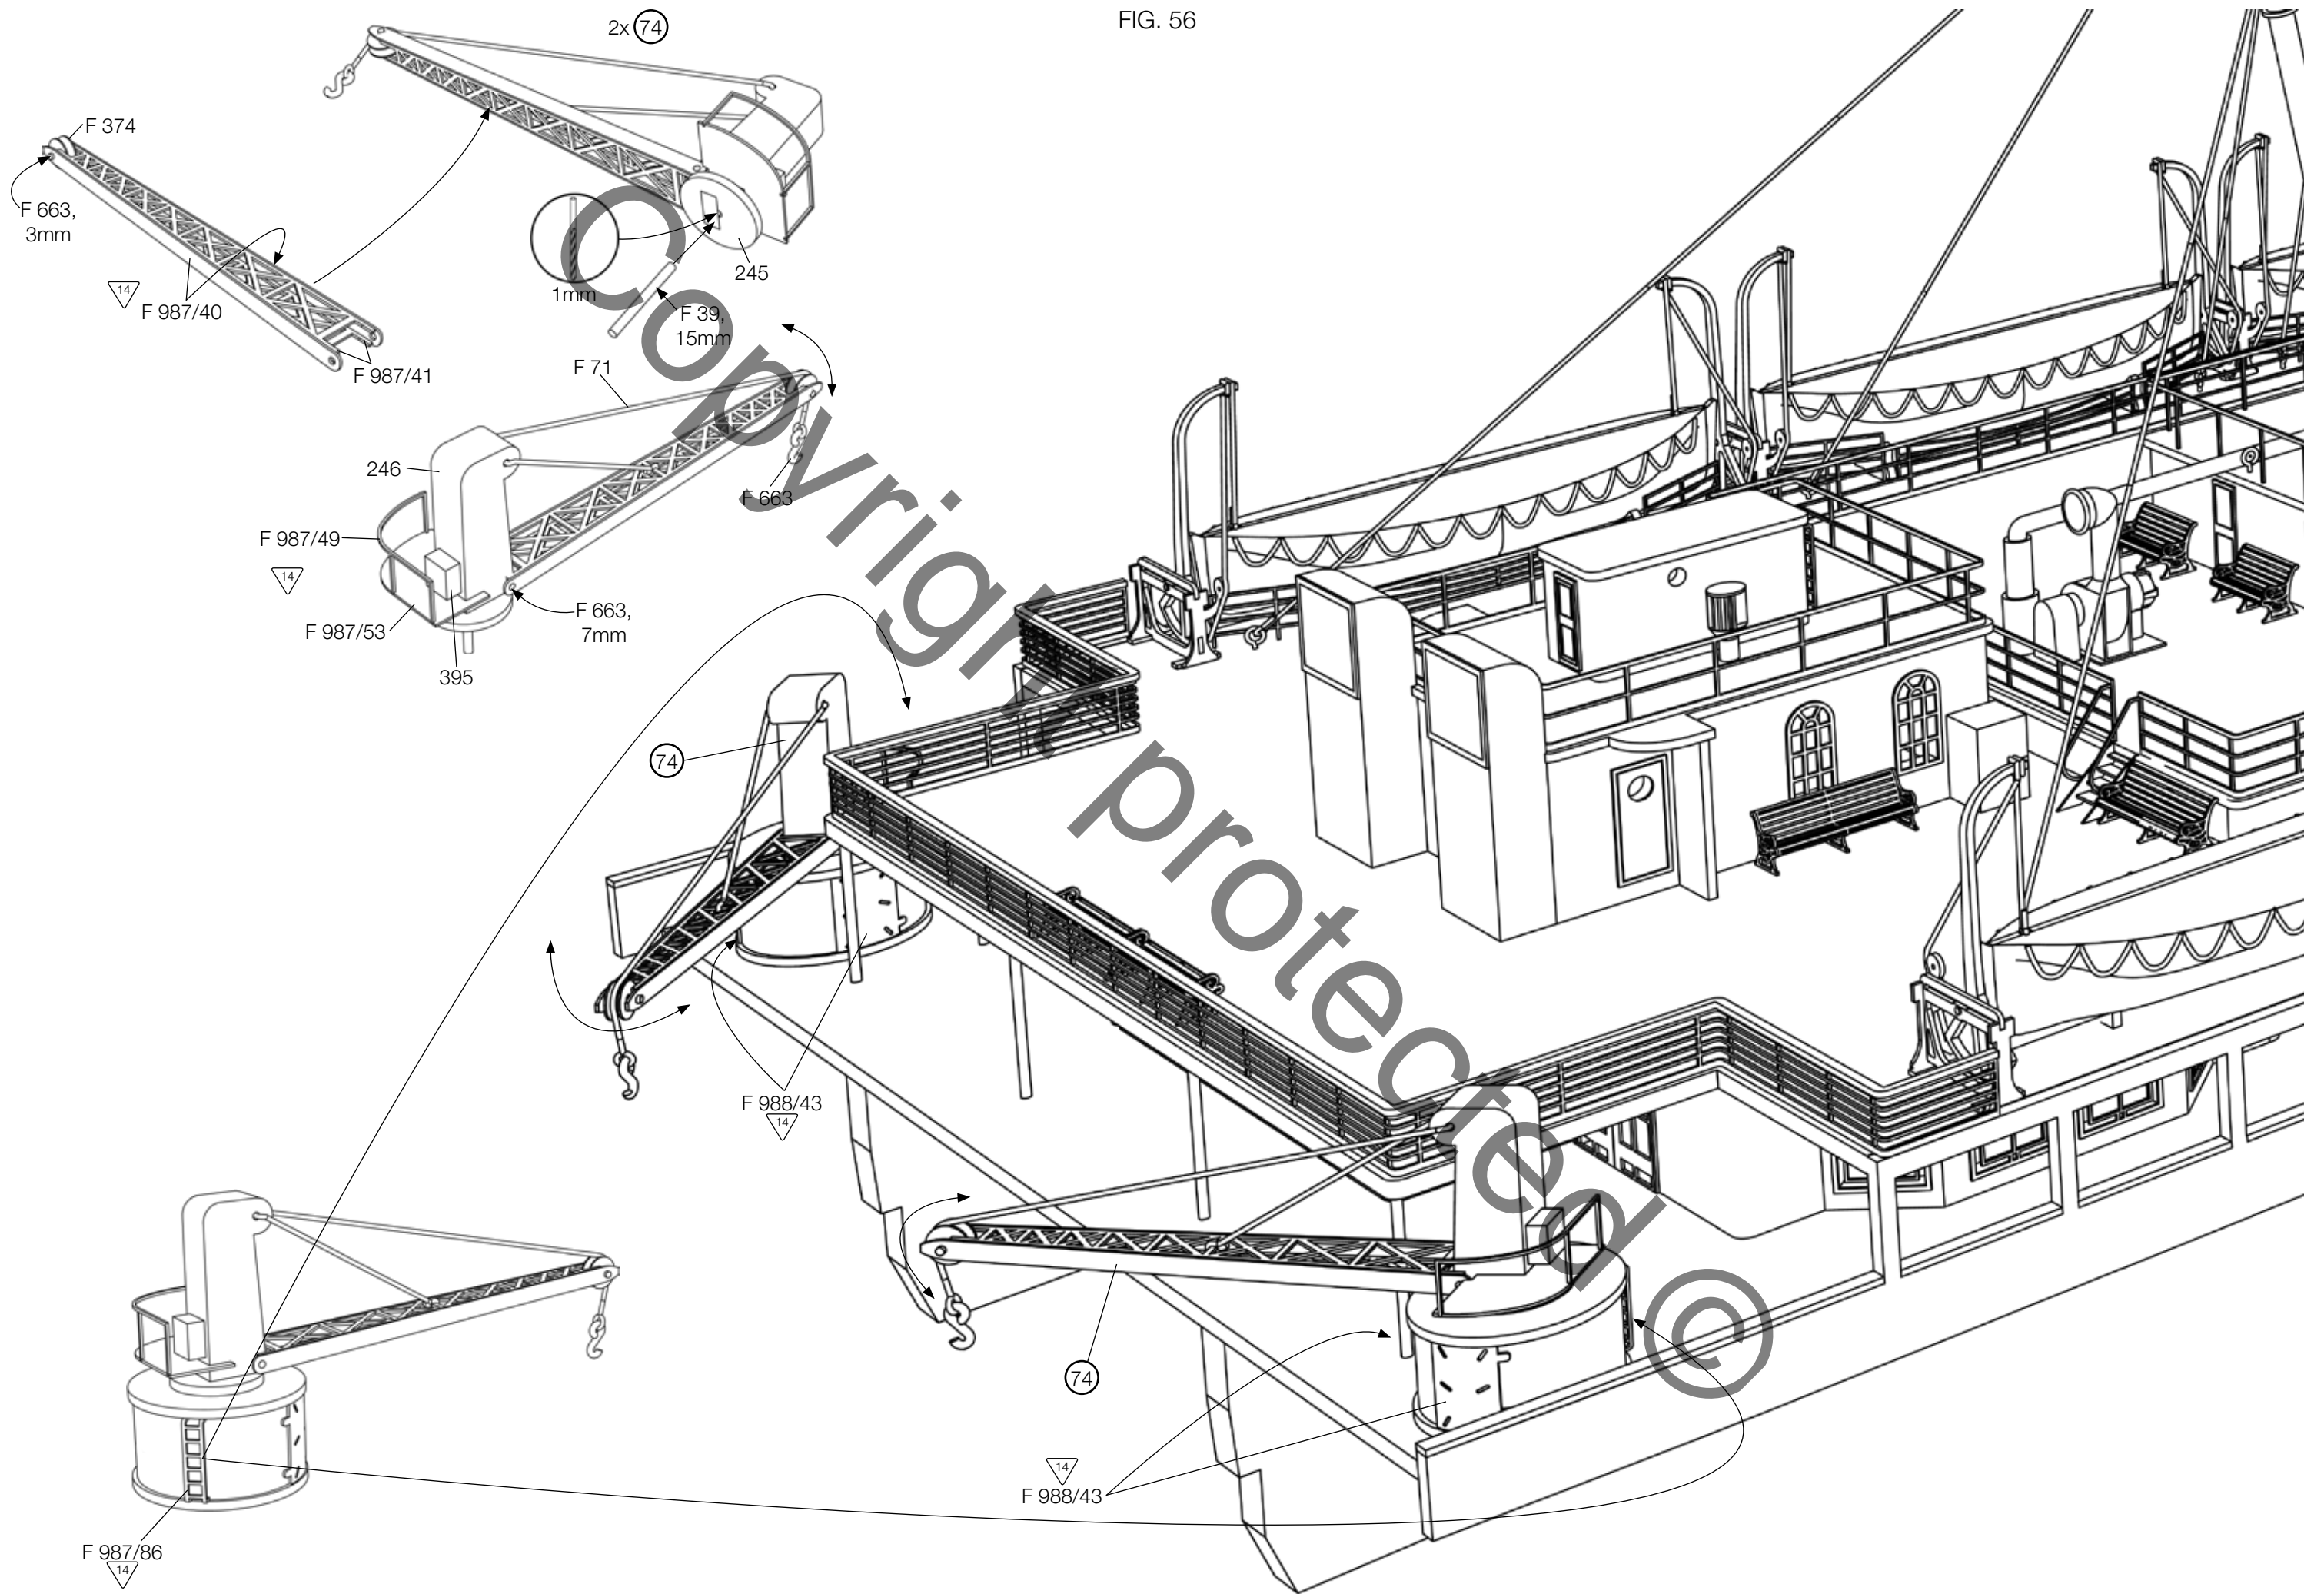 FIG. 56
2x 74
F 374
F 663,
3mm
14
F 987/40
F 987/41
1mm
F 39,
15mm
245
F 71
246
F 663
F 987/49
14
F 987/53
395
F 663,
7mm
74
F 988/43
14
74
14
F 988/43
F 987/86
14
Copyright protected ©